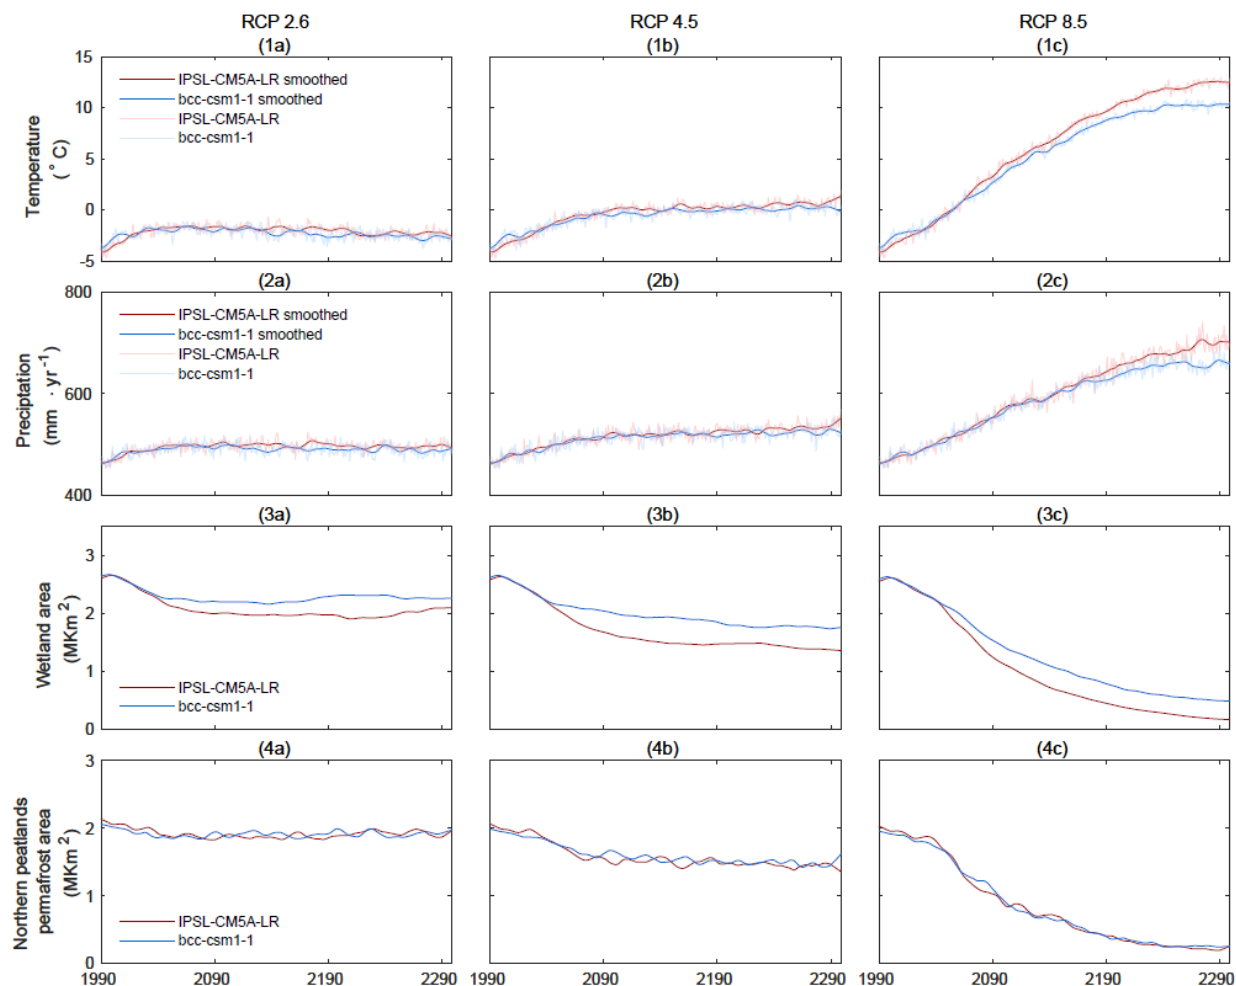 RCP 2.6 RCP 4.5 RCP 8.5
(1a) (1b) (1c)
Temperature
(° C)
15
10
5
0
-5
IPSL-CM5A-LR smoothed
bcc-csm1-1 smoothed
IPSL-CM5A-LR
bcc-csm1-1
(2a) (2b) (2c)
Preciptation
(mm · yr-1)
800
600
400
IPSL-CM5A-LR smoothed
bcc-csm1-1 smoothed
IPSL-CM5A-LR
bcc-csm1-1
(3a) (3b) (3c)
Wetland area
(MKm2)
3
2
1
0
IPSL-CM5A-LR
bcc-csm1-1
(4a) (4b) (4c)
Northern peatlands
permafrost area
(MKm2)
3
2
1
0
IPSL-CM5A-LR
bcc-csm1-1
1990 2090 2190 2290 1990 2090 2190 2290 1990 2090 2190 2290